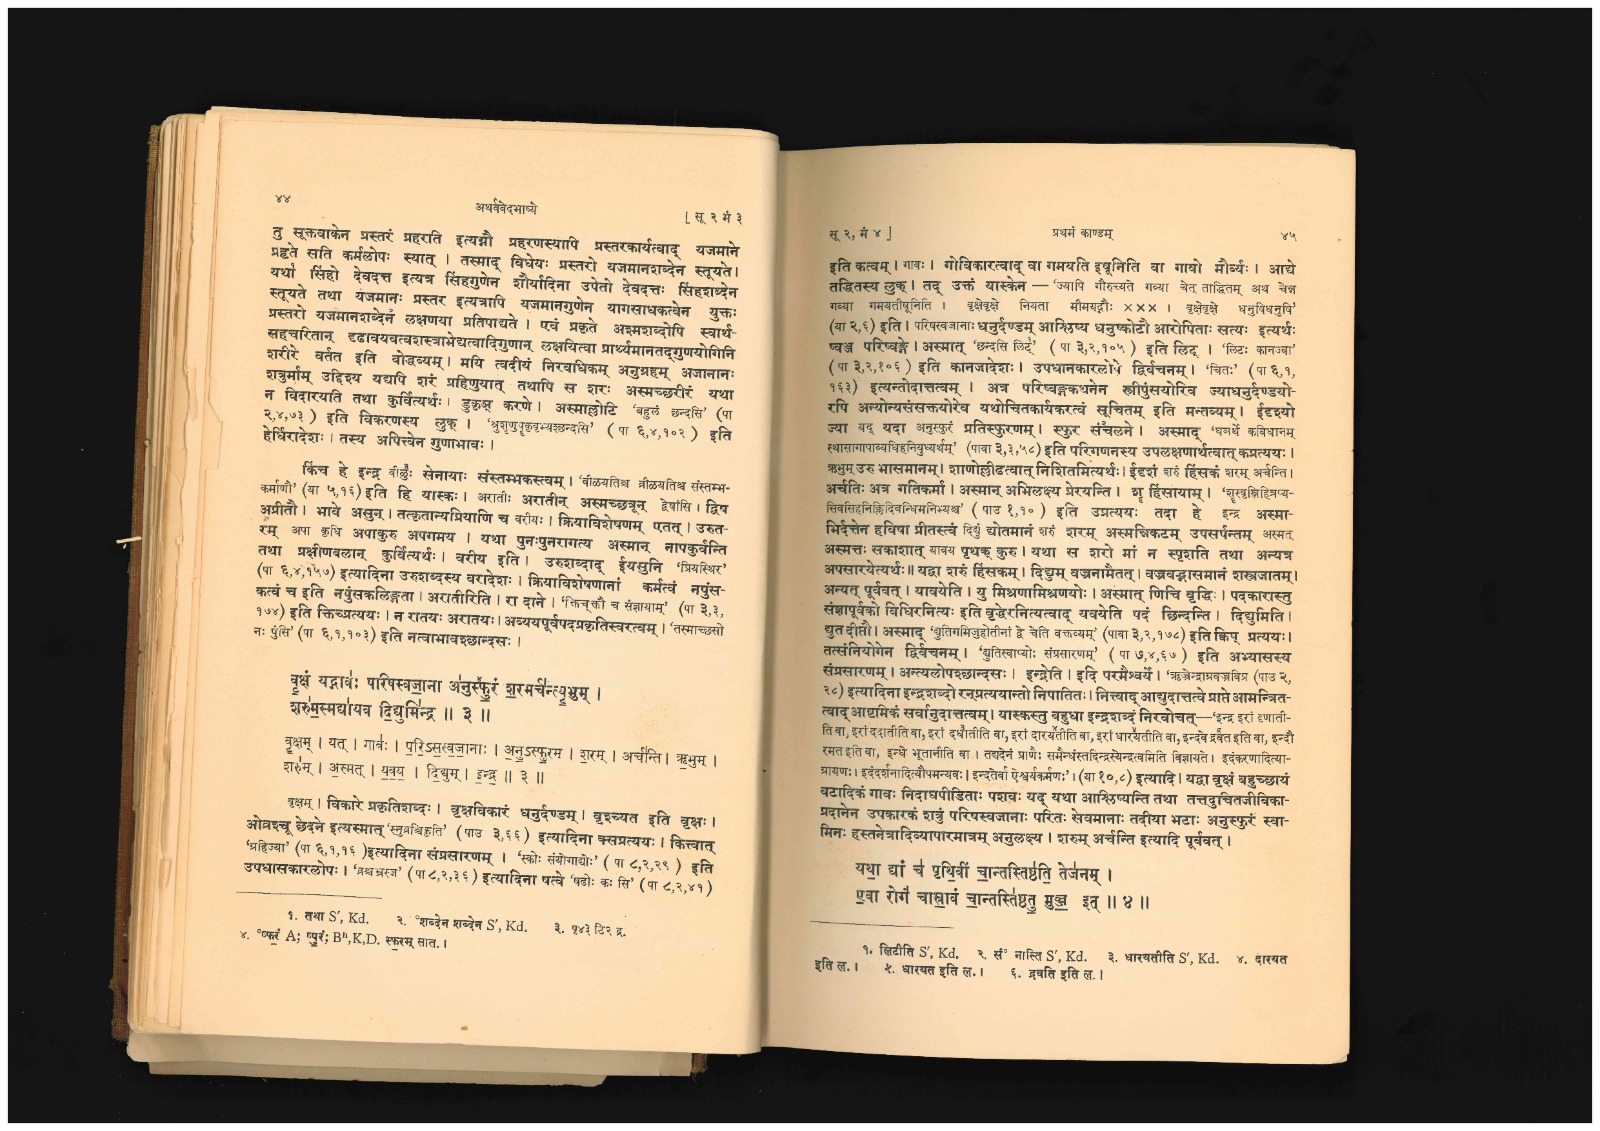 ४४
अथर्ववेदभाष्ये
[ सू २ मं ३
तु सूक्तवाकेन प्रस्तरं प्रहरति इत्यग्नौ प्रहरणस्यापि प्रस्तरकार्यत्वाद् यजमाने
प्रहृते सति कर्मलोपः स्यात् । तस्माद् विधेयः प्रस्तरो यजमानशब्देन स्तूयते ।
यथा सिंहो देवदत्त इत्यत्र सिंहगुणेन शौर्यादिना उपेतो देवदत्तः सिंहशब्देन
स्तूयते तथा यजमानः प्रस्तर इत्यत्रापि यजमानगुणेन यागसाधकत्वेन युक्तः
प्रस्तरो यजमानशब्देनं लक्षणया प्रतिपाद्यते । एवं प्रकृते अश्मशब्दोपि स्वार्थ-
सहचरितान् दृढावयवत्वशस्त्राभेद्यत्वादिगुणान् लक्षयित्वा प्रार्थ्यमानतद्गुणयोगिनि
शरीरे वर्तत इति बोद्धव्यम् । मयि त्वदीयं निरवधिकम् अनुग्रहम् अजानानः
शत्रुर्माम् उद्दिश्य यद्यपि शरं प्रहिणुयात् तथापि स शरः अस्मच्छरीरं यथा
न विदारयति तथा कुर्वित्यर्थः । डुकृञ् करणे । अस्माल्लोटि 'बहुलं छन्दसि' (पा
२,४,७३ ) इति विकरणस्य लुक् । 'श्रुशृणुपॄकृवृभ्यश्छन्दसि' ( पा ६,४,१०२ ) इति
हेर्धिरादेशः । तस्य अपित्त्वेन गुणाभावः ।
किंच हे इन्द्र वीळुः सेनायाः संस्तम्भकस्त्वम् । 'वीळयतिश्च व्रीळयतिश्च संस्तम्भ-
कर्माणौ' (या ५,१६) इति हि यास्कः । अरातीः अरातीन् अस्मच्छत्रून् द्वेषांसि । द्विष
अप्रीतौ । भावे असुन् । तत्कृतान्यप्रियाणि च वरीयः । क्रियाविशेषणम् एतत् । उरुत-
रम् अपा कृधि अपाकुरु अपगमय । यथा पुनःपुनरागत्य अस्मान् नापकुर्वन्ति
तथा प्रक्षीणबलान् कुर्वित्यर्थः । वरीय इति । उरुशब्दाद् ईयसुनि 'प्रियस्थिर'
(पा ६,४,१५७) इत्यादिना उरुशब्दस्य वरादेशः । क्रियाविशेषणानां कर्मत्वं नपुंस-
कत्वं च इति नपुंसकलिङ्गता । अरातीरिति । रा दाने । 'क्तिच्क्तौ च संज्ञायाम्' (पा ३,३,
१७४) इति क्तिच्प्रत्ययः । न रातयः अरातयः । अव्ययपूर्वपदप्रकृतिस्वरत्वम् । 'तस्माच्छसो
नः पुंसि' (पा ६,१,१०३) इति नत्वाभावश्छान्दसः ।
वृ॒क्षं यद्गावः॑ परिषस्वजा॒ना अ॑नुस्फु॒रं श॒रमर्च॑न्त्यृ॒भुम् ।
शरु॑म॒स्मद्या॑वय दि॒द्युमि॑न्द्र ॥ ३ ॥
वृ॒क्षम् । यत् । गावः॑ । प॒रि॒ऽस॒स्व॒जा॒नाः । अ॒नु॒ऽस्फु॒रम् । श॒रम् । अर्च॑न्ति । ऋ॒भुम् ।
शरु॑म् । अ॒स्मत् । य॒व॒य॒ । दि॒द्युम् । इ॒न्द्र॒ ॥ ३ ॥
वृक्षम् । विकारे प्रकृतिशब्दः । वृक्षविकारं धनुर्दण्डम् । वृश्च्यत इति वृक्षः ।
ओव्रश्चू छेदने इत्यस्मात् 'स्नुव्रश्चिकृति' (पाउ ३,६६) इत्यादिना क्सप्रत्ययः । कित्त्वात्
'ग्रहिज्या' (पा ६,१,१६ )इत्यादिना संप्रसारणम् । 'स्कोः संयोगाद्योः' ( पा ८,२,२९ ) इति
उपधासकारलोपः । 'व्रश्चभ्रस्ज' (पा ८,२,३६) इत्यादिना षत्वे 'षढोः कः सि' (पा ८,२,४१)
१. तथा S', Kd. २. °शब्देन शब्देन S', Kd. ३. पृ४३ टि२ द्र.
४. °ष्फुरं A; ष्पुरं; Bʰ,K,D. स्फरम् सात. ।
सू २, मं ४ ]
प्रथमं काण्डम्
४५
इति कत्वम् । गावः । गोविकारत्वाद् वा गमयति इषूनिति वा गावो मौर्व्यः । आद्ये
तद्धितस्य लुक् । तद् उक्तं यास्केन — 'ज्यापि गौरुच्यते गव्या चेत् ताद्धितम् अथ चेन्न
गव्या गमयतीषूनिति । वृक्षेवृक्षे नियता मीमयद्गौः ××× । वृक्षेवृक्षे धनुषिधनुषि'
(या २,६) इति । परिषस्वजानाः धनुर्दण्डम् आश्लिष्य धनुष्कोटौ आरोपिताः सत्यः इत्यर्थः
ष्वञ्ज परिष्वङ्गे । अस्मात् 'छन्दसि लिट्' ( पा ३,२,१०५ ) इति लिट् । 'लिटः कानज्वा'
(पा ३,२,१०६ ) इति कानजादेशः । उपधानकारलोपे द्विर्वचनम् । 'चितः' (पा ६,१,
१६३) इत्यन्तोदात्तत्वम् । अत्र परिष्वङ्गकथनेन स्त्रीपुंसयोरिव ज्याधनुर्दण्डयो-
रपि अन्योन्यसंसक्तयोरेव यथोचितकार्यकरत्वं सूचितम् इति मन्तव्यम् । ईदृश्यो
ज्या यद् यदा अनुस्फुरं प्रतिस्फुरणम् । स्फुर संचलने । अस्माद् 'घञर्थे कविधानम्
स्थास्नागापाव्यधिहनियुध्यर्थम्' (पावा ३,३,५८) इति परिगणनस्य उपलक्षणार्थत्वात् कप्रत्ययः ।
ऋभुम् उरु भासमानम् । शाणोल्लीढत्वात् निशितमित्यर्थः । ईदृशं शरुं हिंसकं शरम् अर्चन्ति ।
अर्चतिः अत्र गतिकर्मा । अस्मान् अभिलक्ष्य प्रेरयन्ति । शॄ हिंसायाम् । 'शॄस्वृस्निहित्रप्य-
सिवसिहनिक्लिदिबन्धिमनिभ्यश्च' (पाउ १,१०) इति उप्रत्ययः तदा हे इन्द्र अस्मा-
भिर्दत्तेन हविषा प्रीतस्त्वं दिद्युं द्योतमानं शरुं शरम् अस्मन्निकटम् उपसर्पन्तम् अस्मत्
अस्मत्तः सकाशात् यावय पृथक् कुरु । यथा स शरो मां न स्पृशति तथा अन्यत्र
अपसारयेत्यर्थः॥ यद्वा शरुं हिंसकम् । दिद्युम् वज्रनामैतत् । वज्रवद्भासमानं शस्त्रजातम् ।
अन्यत् पूर्ववत् । यावयेति । यु मिश्रणामिश्रणयोः । अस्मात् णिचि वृद्धिः । पदकारास्तु
संज्ञापूर्वको विधिरनित्यः इति वृद्धेरनित्यत्वाद् यवयेति पदं छिन्दन्ति । दिद्युमिति ।
द्युत दीप्तौ । अस्माद् 'द्युतिगमिजुहोतीनां द्वे चेति वक्तव्यम्' (पावा ३,२,१७८) इति क्विप् प्रत्ययः ।
तत्संनियोगेन द्विर्वचनम् । 'द्युतिस्वाप्योः संप्रसारणम्' ( पा ७,४,६७ ) इति अभ्यासस्य
संप्रसारणम् । अन्त्यलोपश्छान्दसः । इन्द्रेति । इदि परमैश्वर्ये । 'ऋज्रेन्द्राग्रवज्रविप्र (पाउ २,
२८) इत्यादिना इन्द्रशब्दो रन्प्रत्ययान्तो निपातितः । नित्त्वाद् आद्युदात्तत्वे प्राप्ते आमन्त्रित-
त्वाद् आष्टमिकं सर्वानुदात्तत्वम् । यास्कस्तु बहुधा इन्द्रशब्दं निरवोचत्—'इन्द्र इरां दृणाती-
ति वा, इरां ददातीति वा, इरां दधातीति वा, इरां दारयतीति वा, इरां धारयतीति वा, इन्दवे द्रवत इति वा, इन्दौ
रमत इति वा, इन्धे भूतानीति वा । तद्यदेनं प्राणैः समैन्धंस्तदिन्द्रस्येन्द्रत्वमिति विज्ञायते । इदंकरणादित्या-
ग्रायणः । इदंदर्शनादित्यौपमन्यवः । इन्दतेर्वा ऐश्वर्यकर्मणः' । (या १०,८) इत्यादि । यद्वा वृक्षं बहुच्छायं
वटादिकं गावः निदाघपीडिताः पशवः यद् यथा आश्लिष्यन्ति तथा तत्तदुचितजीविका-
प्रदानेन उपकारकं शत्रुं परिषस्वजानाः परितः सेवमानाः तदीया भटाः अनुस्फुरं स्वा-
मिनः हस्तनेत्रादिव्यापारमात्रम् अनुलक्ष्य । शरुम् अर्चन्ति इत्यादि पूर्ववत् ।
यथा॒ द्यां च॑ पृथि॒वीं चा॒न्तस्तिष्ठ॑ति॒ तेज॑नम् ।
ए॒वा रोगं॑ चास्रा॒वं चा॒न्तस्ति॑ष्ठतु॒ मुञ्ज॒ इत् ॥ ४ ॥
१. लिटीति S', Kd. २. सं° नास्ति S', Kd. ३. धारयतीति S', Kd. ४. दारयत
इति ल. । ५. धारयत इति ल. । ६. द्रवति इति ल. ।